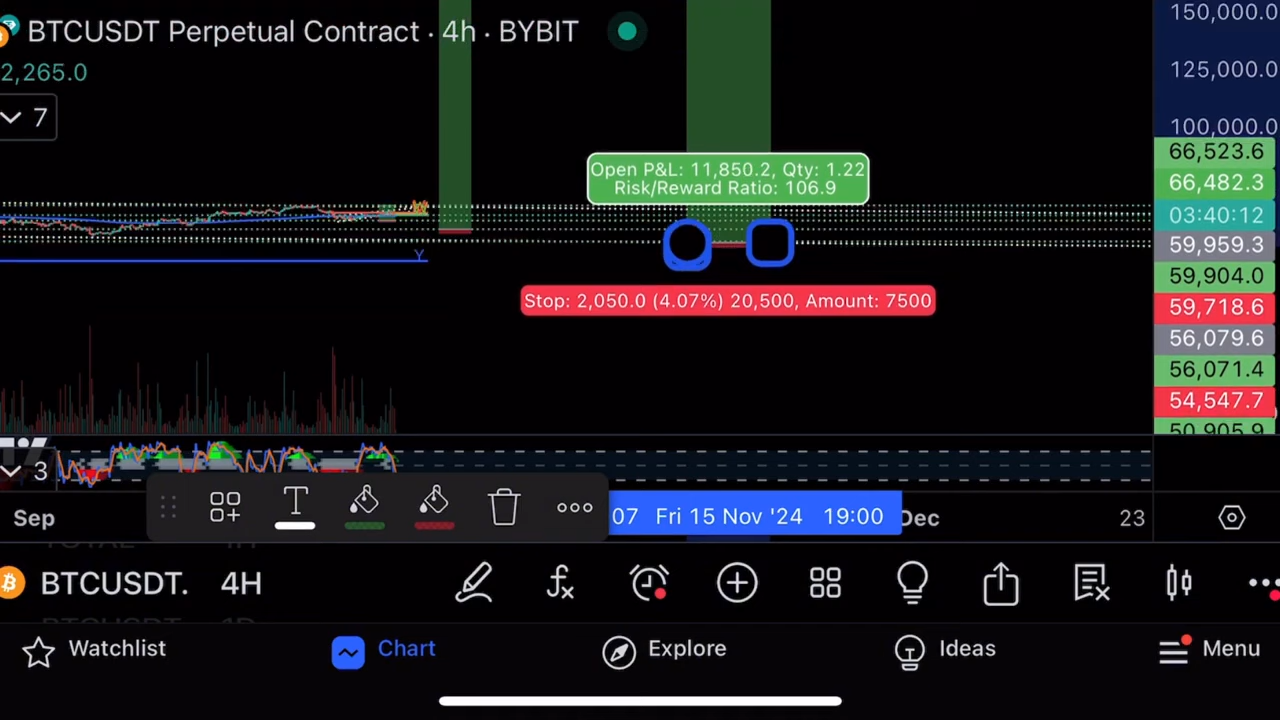 BTCUSDT Perpetual Contract · 4h · BYBIT
2,265.0
7
150,000.0
125,000.0
100,000.0
66,523.6
66,482.3
03:40:12
59,959.3
59,904.0
59,718.6
56,079.6
56,071.4
54,547.7
50,905.9
Open P&L: 11,850.2, Qty: 1.22
Risk/Reward Ratio: 106.9
Y
Stop: 2,050.0 (4.07%) 20,500, Amount: 7500
3
T
Sep
07 Fri 15 Nov '24 19:00
Dec
23
BTCUSDT. 4H
Watchlist
Chart
Explore
Ideas
Menu